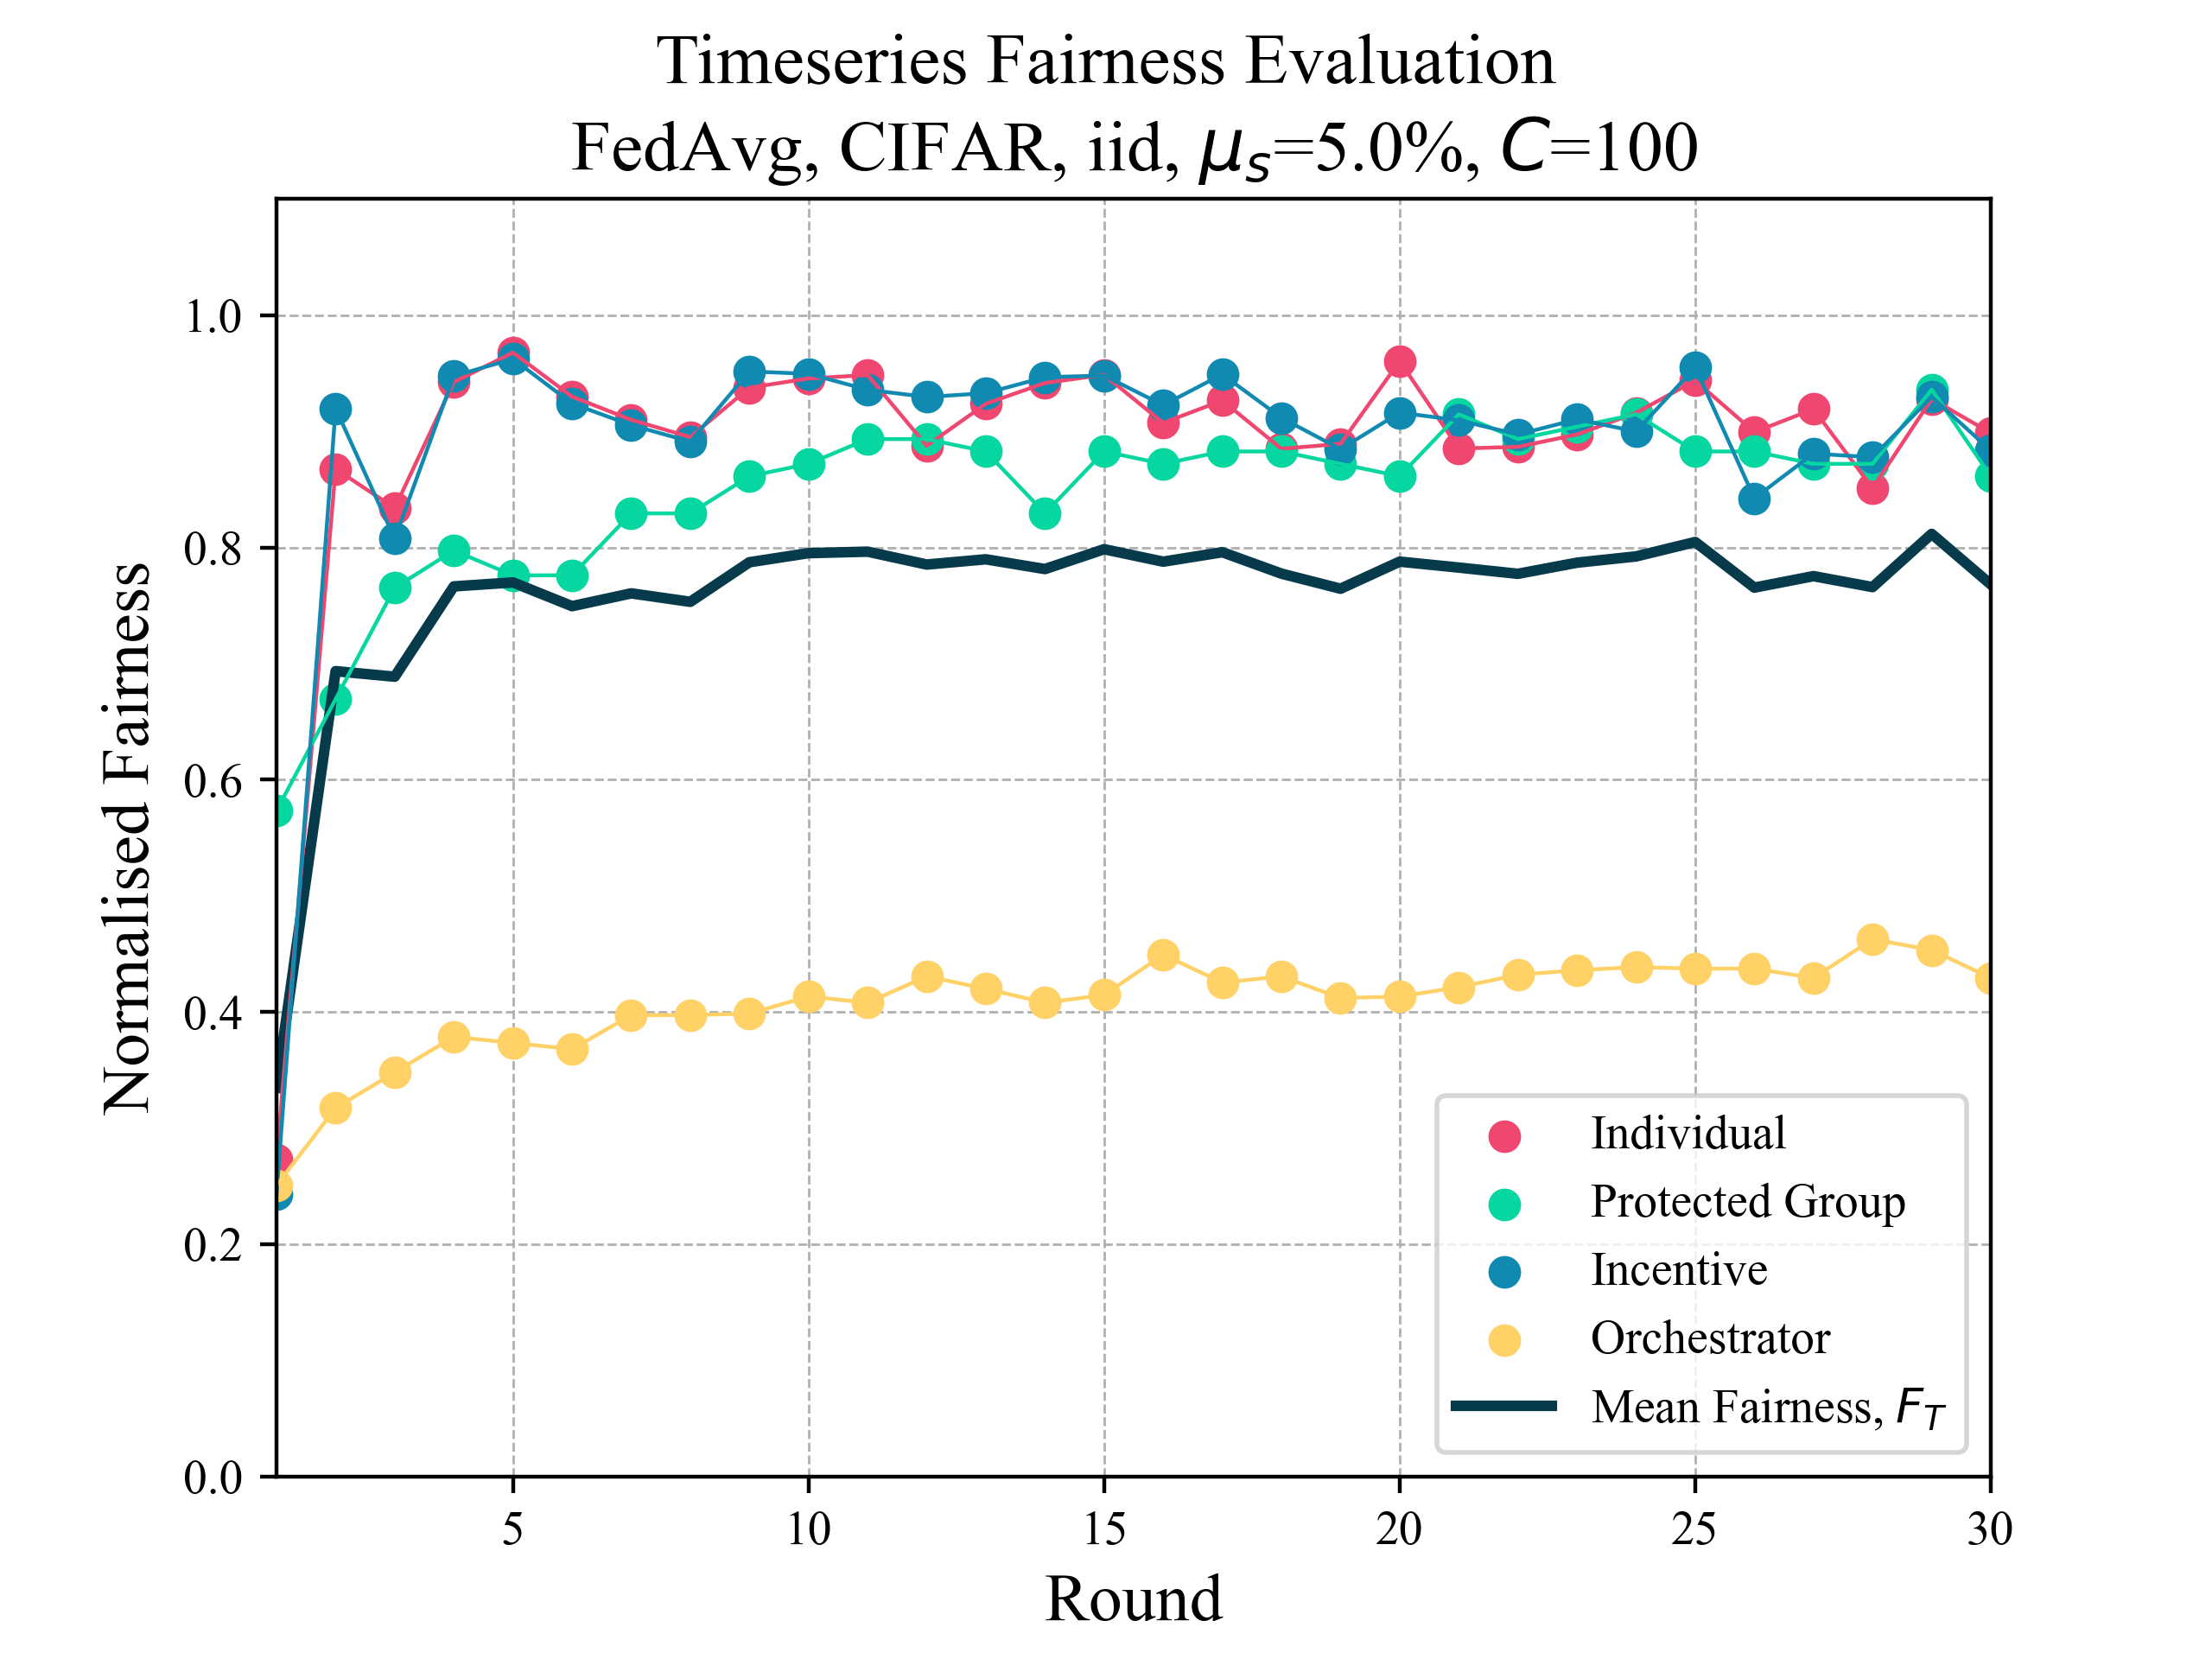 Timeseries Fairness Evaluation
FedAvg, CIFAR, iid, μₛ=5.0%, C=100
Normalised Fairness
1.0
0.8
0.6
0.4
0.2
0.0
5 10 15 20 25 30
Round
Individual
Protected Group
Incentive
Orchestrator
Mean Fairness, F_T